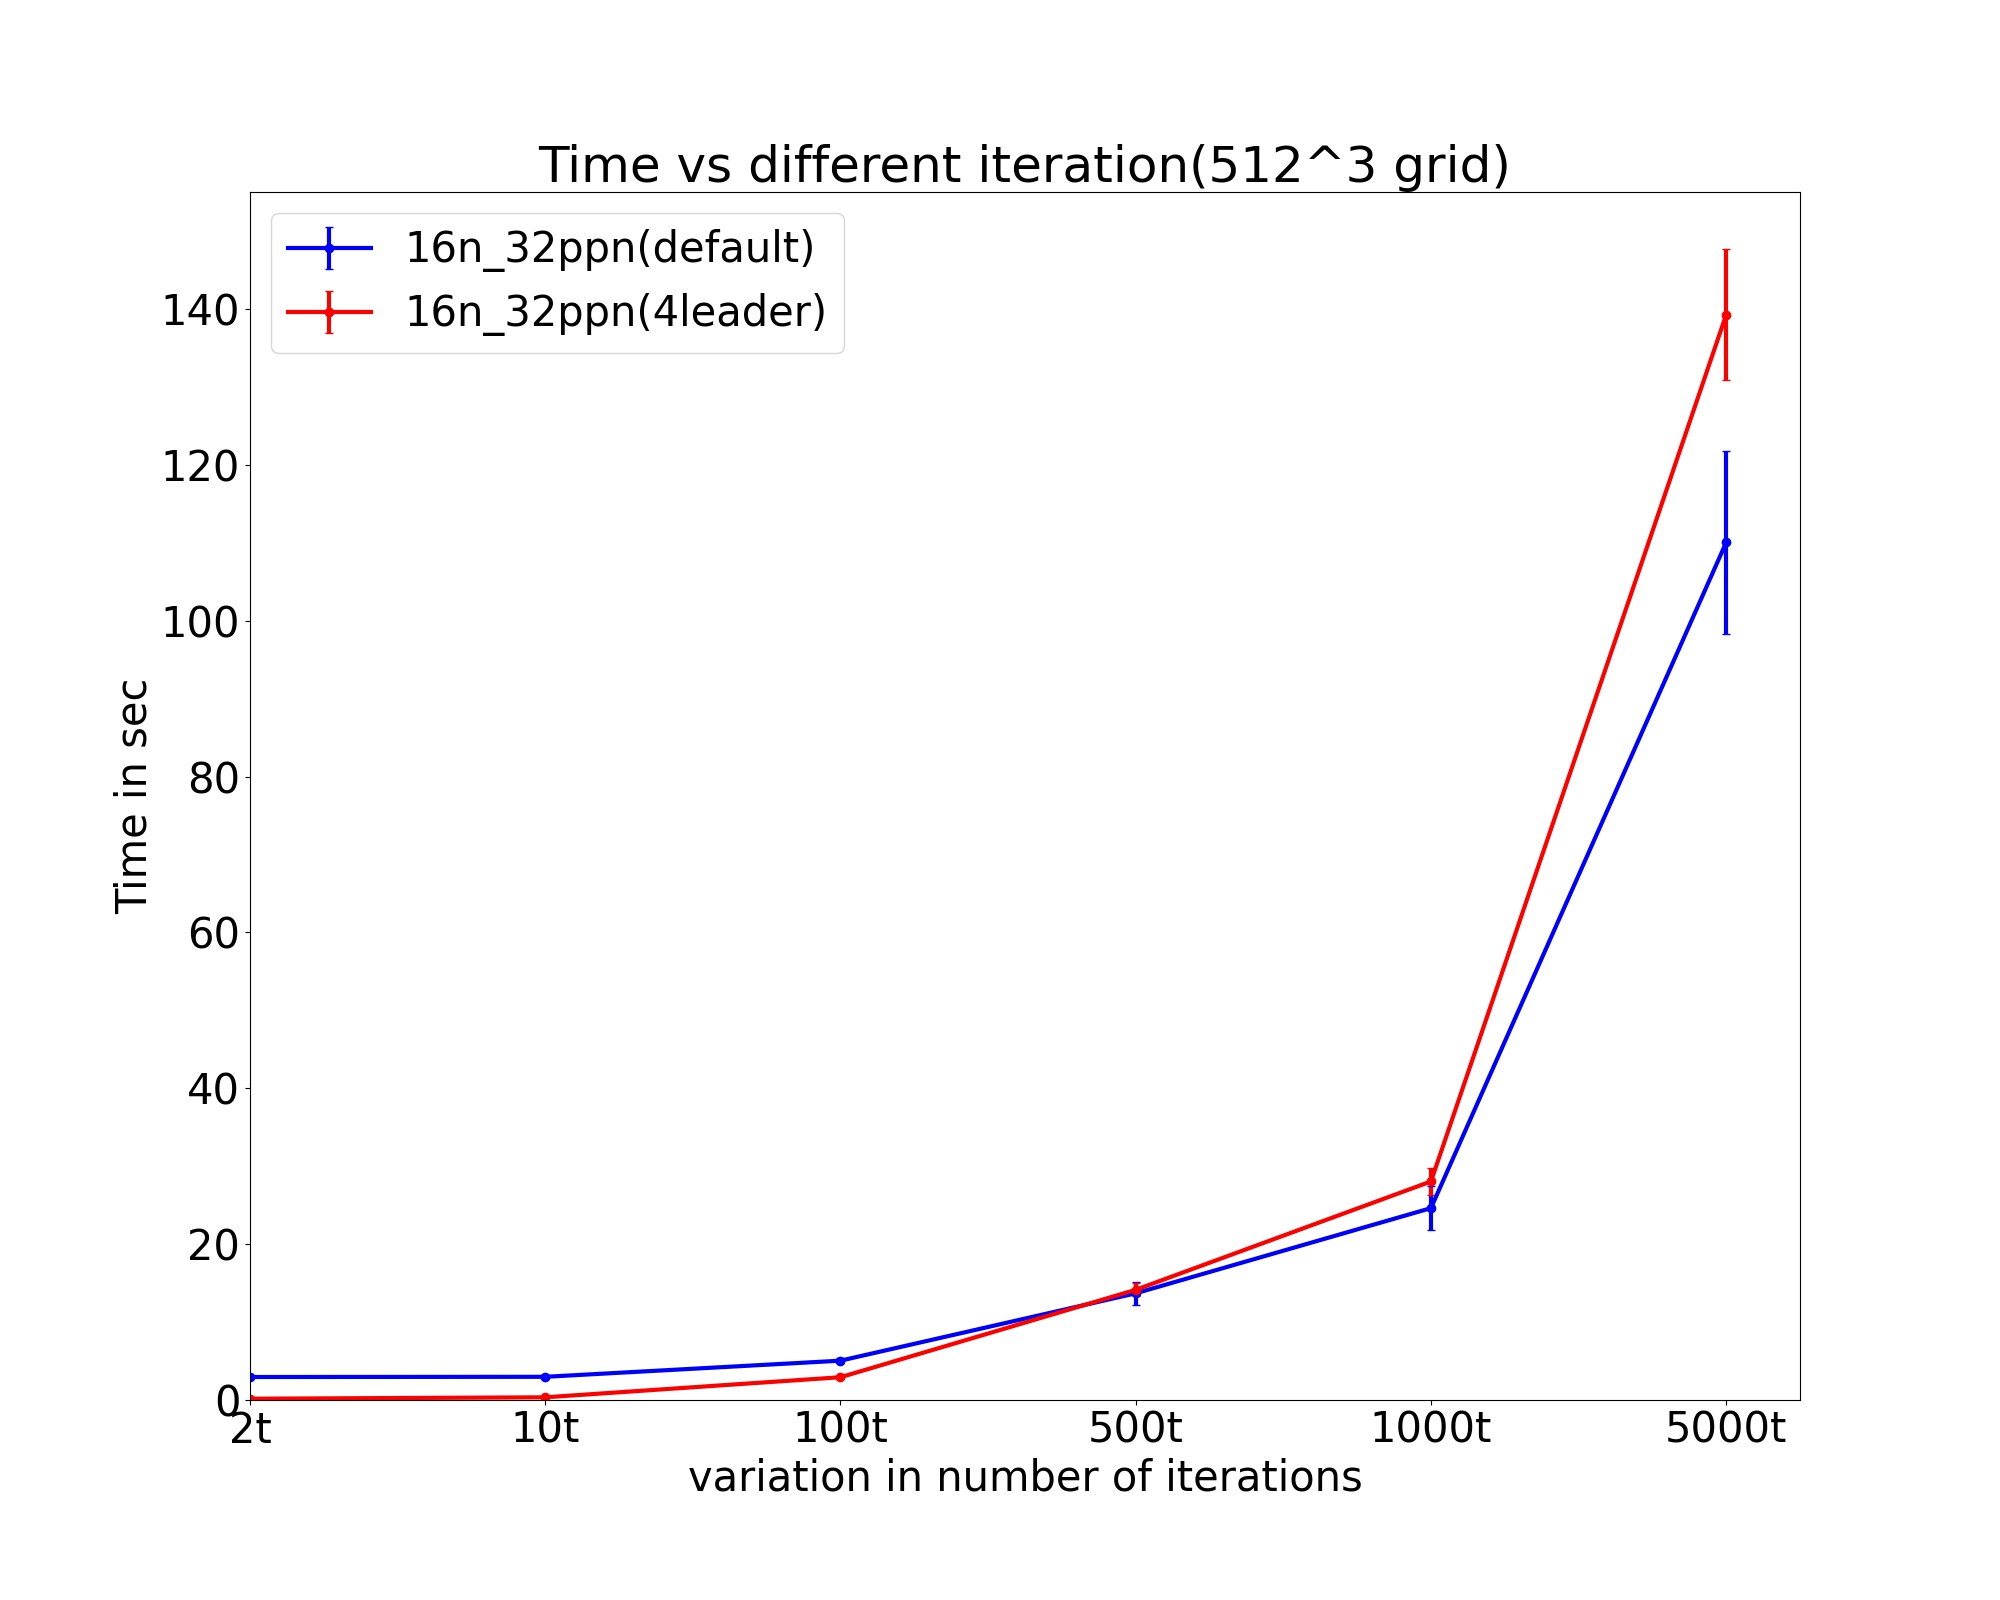 Time vs different iteration(512^3 grid)
16n_32ppn(default)
16n_32ppn(4leader)
140
120
100
80
60
40
20
0
Time in sec
2t 10t 100t 500t 1000t 5000t
variation in number of iterations